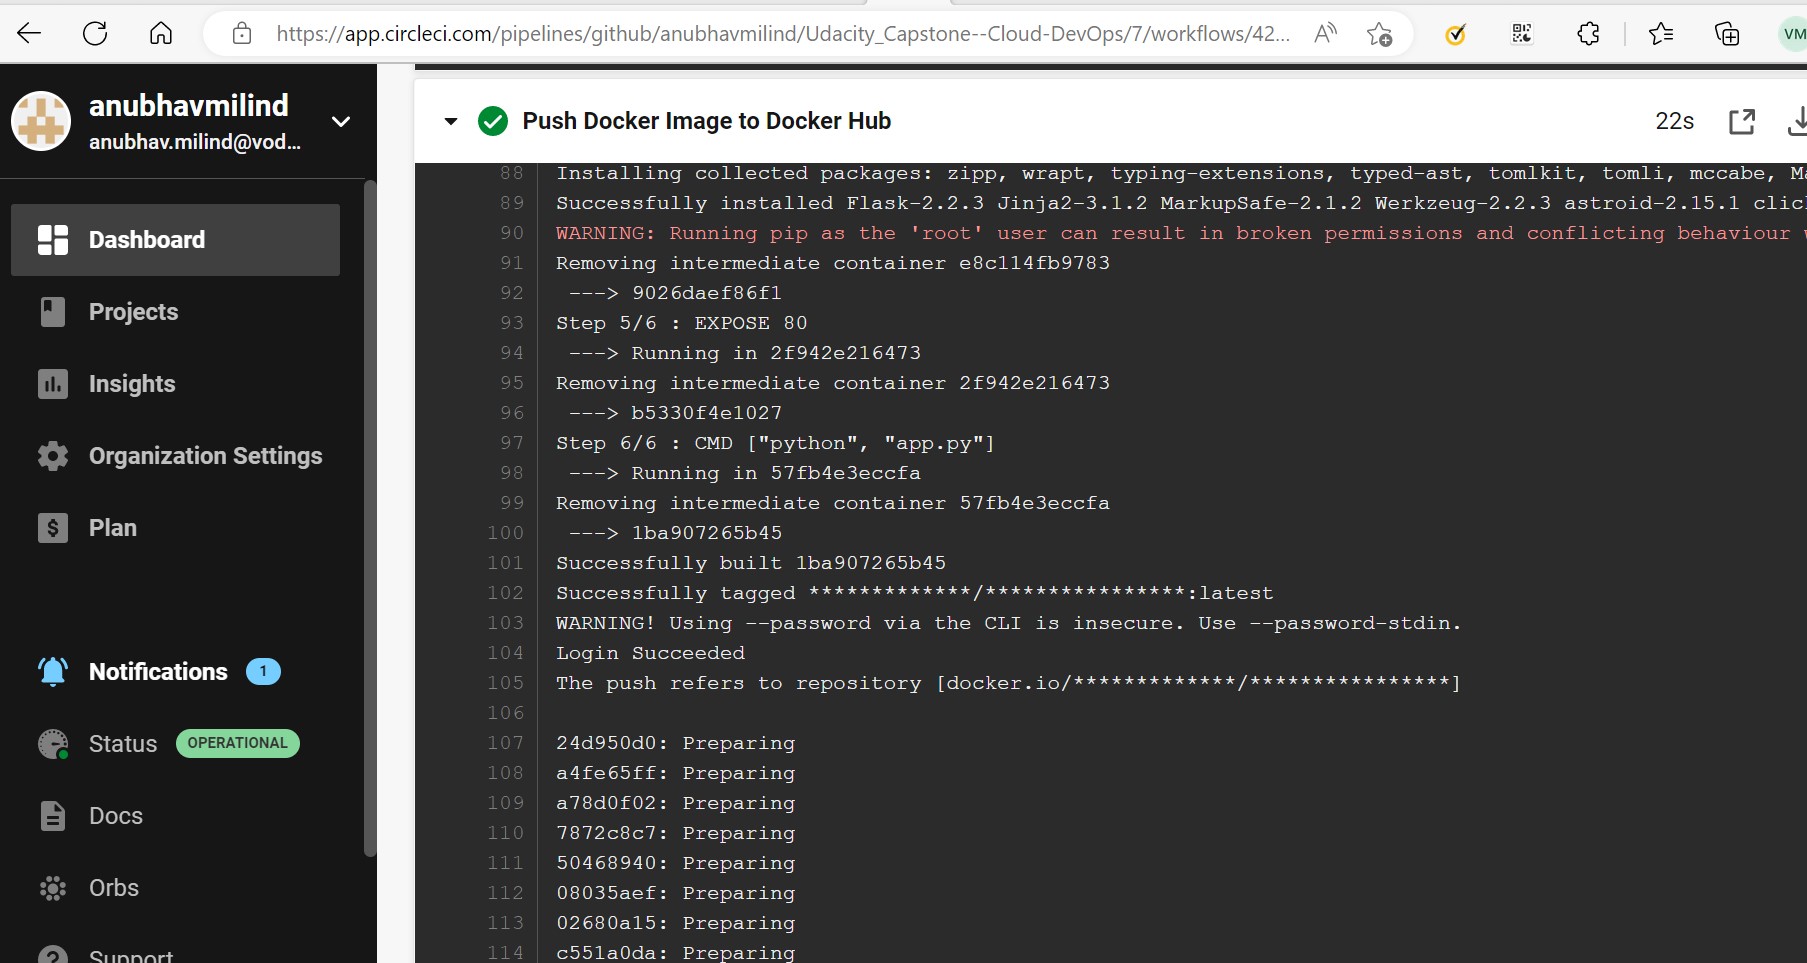 https://app.circleci.com/pipelines/github/anubhavmilind/Udacity_Capstone--Cloud-DevOps/7/workflows/42...
VM
anubhavmilind
anubhav.milind@vod...
Dashboard
Projects
Insights
Organization Settings
Plan
Notifications 1
Status OPERATIONAL
Docs
Orbs
Support
Push Docker Image to Docker Hub 22s
88 Installing collected packages: zipp, wrapt, typing-extensions, typed-ast, tomlkit, tomli, mccabe,
89 Successfully installed Flask-2.2.3 Jinja2-3.1.2 MarkupSafe-2.1.2 Werkzeug-2.2.3 astroid-2.15.1
90 WARNING: Running pip as the 'root' user can result in broken permissions and conflicting behaviour
91 Removing intermediate container e8c114fb9783
92 ---> 9026daef86f1
93 Step 5/6 : EXPOSE 80
94 ---> Running in 2f942e216473
95 Removing intermediate container 2f942e216473
96 ---> b5330f4e1027
97 Step 6/6 : CMD ["python", "app.py"]
98 ---> Running in 57fb4e3eccfa
99 Removing intermediate container 57fb4e3eccfa
100 ---> 1ba907265b45
101 Successfully built 1ba907265b45
102 Successfully tagged *************/****************:latest
103 WARNING! Using --password via the CLI is insecure. Use --password-stdin.
104 Login Succeeded
105 The push refers to repository [docker.io/*************/****************]
106
107 24d950d0: Preparing
108 a4fe65ff: Preparing
109 a78d0f02: Preparing
110 7872c8c7: Preparing
111 50468940: Preparing
112 08035aef: Preparing
113 02680a15: Preparing
114 c551a0da: Preparing